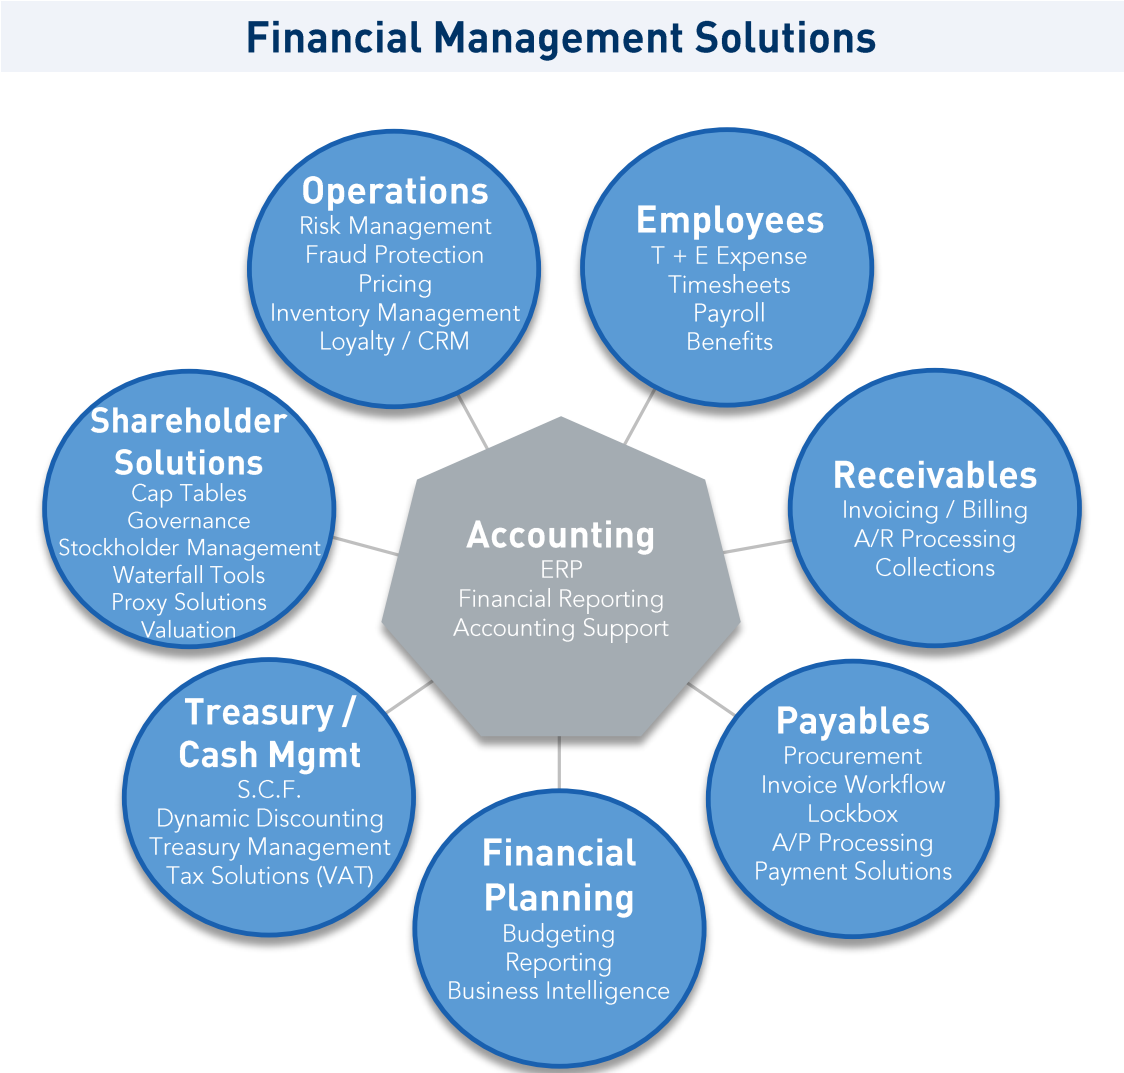 Financial Management Solutions
Operations
Risk Management
Fraud Protection
Pricing
Inventory Management
Loyalty / CRM
Employees
T + E Expense
Timesheets
Payroll
Benefits
Shareholder
Solutions
Cap Tables
Governance
Stockholder Management
Waterfall Tools
Proxy Solutions
Valuation
Accounting
ERP
Financial Reporting
Accounting Support
Receivables
Invoicing / Billing
A/R Processing
Collections
Treasury /
Cash Mgmt
S.C.F.
Dynamic Discounting
Treasury Management
Tax Solutions (VAT)
Financial
Planning
Budgeting
Reporting
Business Intelligence
Payables
Procurement
Invoice Workflow
Lockbox
A/P Processing
Payment Solutions